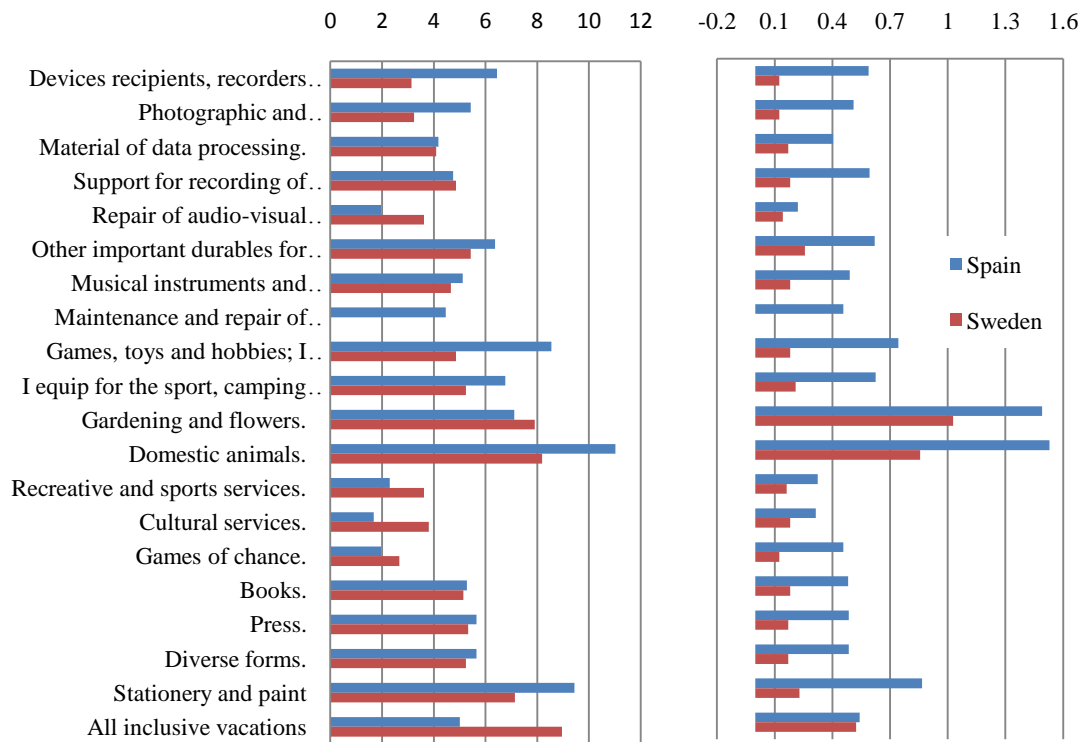 0 2 4 6 8 10 12
-0.2 0.1 0.4 0.7 1 1.3 1.6
Devices recipients, recorders..
Photographic and..
Material of data processing.
Support for recording of..
Repair of audio-visual..
Other important durables for..
Musical instruments and..
Maintenance and repair of..
Games, toys and hobbies; I..
I equip for the sport, camping..
Gardening and flowers.
Domestic animals.
Recreative and sports services.
Cultural services.
Games of chance.
Books.
Press.
Diverse forms.
Stationery and paint
All inclusive vacations
Spain
Sweden